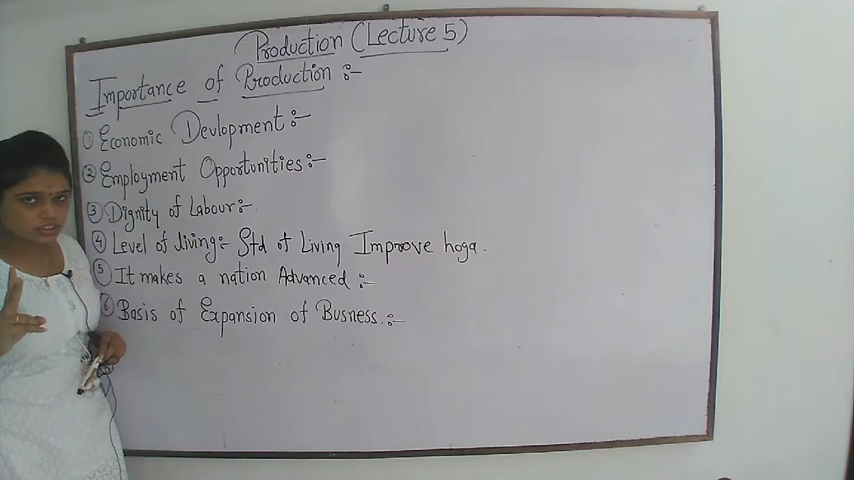 Production (Lecture 5)
Importance of Production :-
① Economic Devlopment :-
② Employment Opportunities :-
③ Dignity of Labour :-
④ Level of living :- Std of Living Improve hoga.
⑤ It makes a nation Advanced :-
⑥ Basis of Expansion of Busness. :-